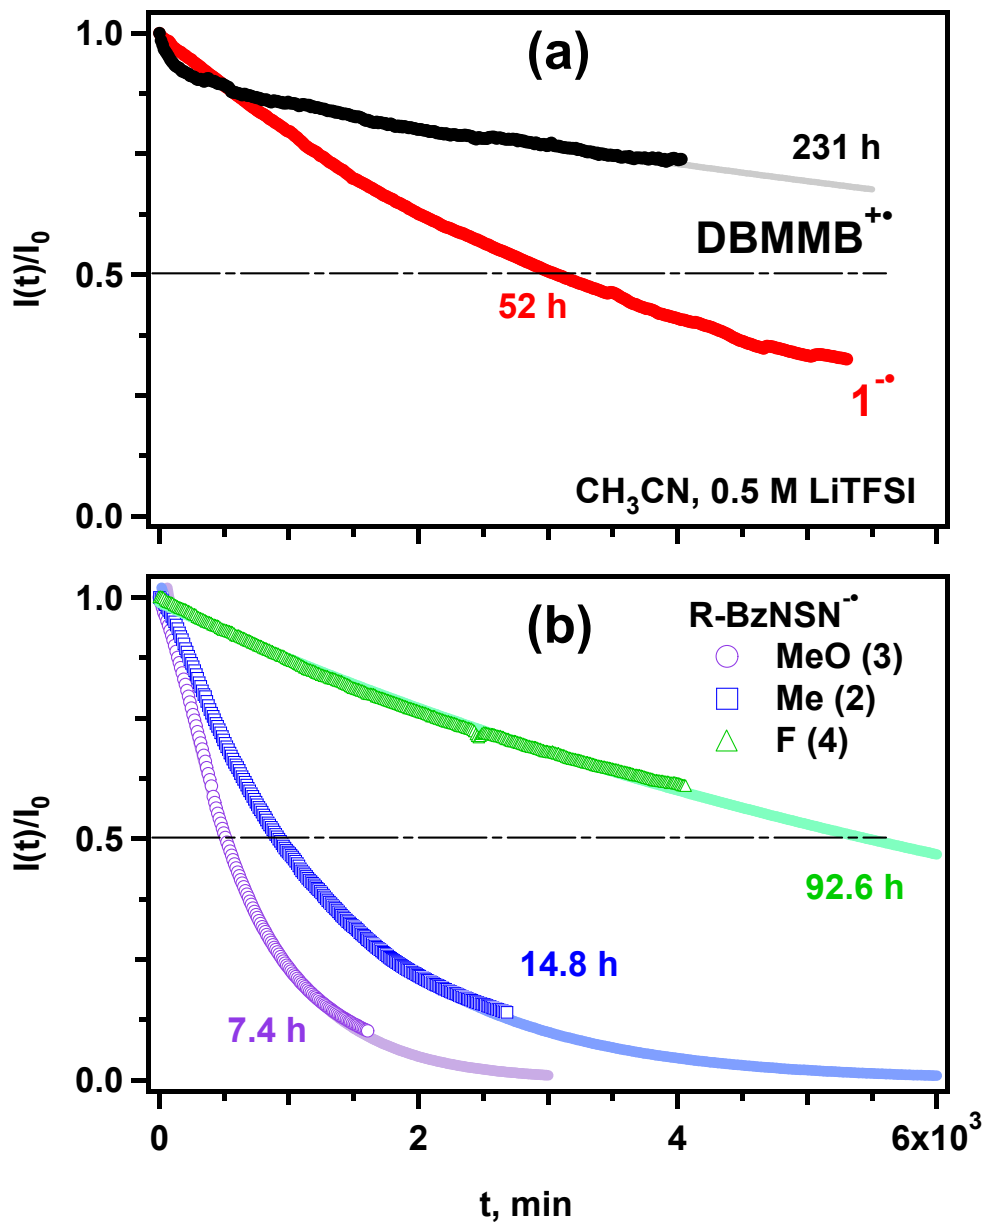 (a)
1.0
0.5
0.0
I(t)/I₀
231 h
DBMMB⁺•
52 h
1⁻•
CH₃CN, 0.5 M LiTFSI
(b)
1.0
0.5
0.0
I(t)/I₀
R-BzNSN⁻•
MeO (3)
Me (2)
F (4)
92.6 h
14.8 h
7.4 h
0 2 4 6x10³
t, min